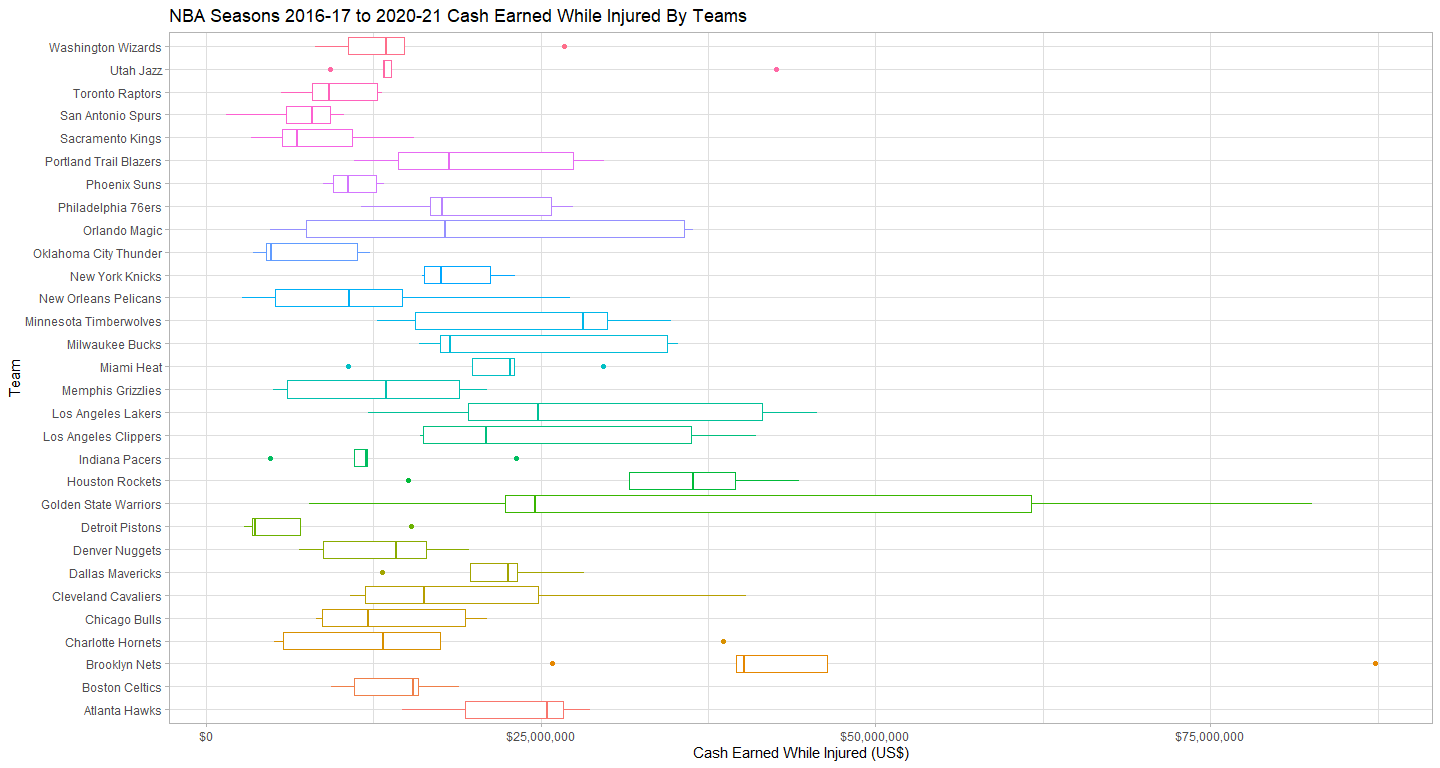 NBA Seasons 2016-17 to 2020-21 Cash Earned While Injured By Teams
Washington Wizards
Utah Jazz
Toronto Raptors
San Antonio Spurs
Sacramento Kings
Portland Trail Blazers
Phoenix Suns
Philadelphia 76ers
Orlando Magic
Oklahoma City Thunder
New York Knicks
New Orleans Pelicans
Minnesota Timberwolves
Milwaukee Bucks
Miami Heat
Memphis Grizzlies
Los Angeles Lakers
Los Angeles Clippers
Indiana Pacers
Houston Rockets
Golden State Warriors
Detroit Pistons
Denver Nuggets
Dallas Mavericks
Cleveland Cavaliers
Chicago Bulls
Charlotte Hornets
Brooklyn Nets
Boston Celtics
Atlanta Hawks
Team
$0
$25,000,000
$50,000,000
$75,000,000
Cash Earned While Injured (US$)